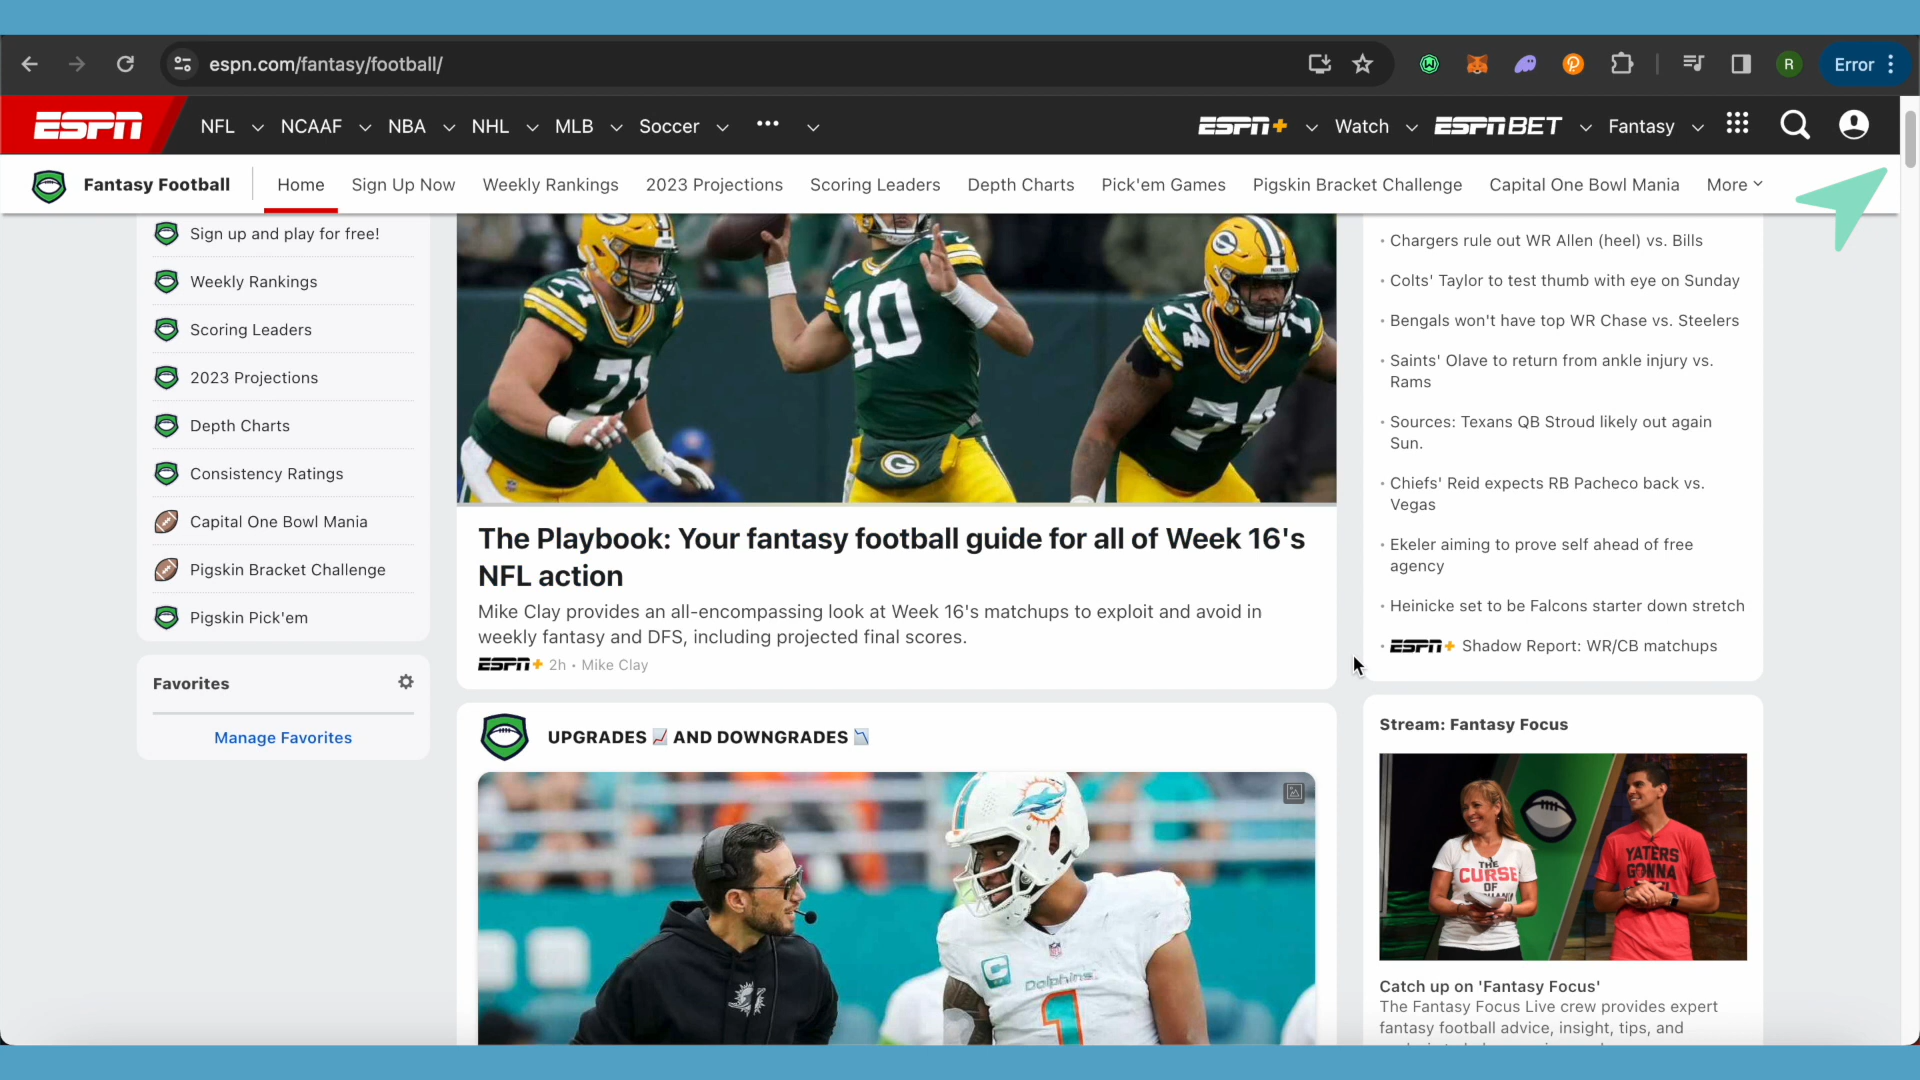 espn.com/fantasy/football/
R
Error
ESPN
NFL
NCAAF
NBA
NHL
MLB
Soccer
ESPN+
Watch
ESPN BET
Fantasy
Fantasy Football
Home
Sign Up Now
Weekly Rankings
2023 Projections
Scoring Leaders
Depth Charts
Pick'em Games
Pigskin Bracket Challenge
Capital One Bowl Mania
More
Sign up and play for free!
Weekly Rankings
Scoring Leaders
2023 Projections
Depth Charts
Consistency Ratings
Capital One Bowl Mania
Pigskin Bracket Challenge
Pigskin Pick'em
Favorites
Manage Favorites
71
10
74
G
The Playbook: Your fantasy football guide for all of Week 16's
NFL action
Mike Clay provides an all-encompassing look at Week 16's matchups to exploit and avoid in
weekly fantasy and DFS, including projected final scores.
ESPN+ 2h • Mike Clay
UPGRADES 📈 AND DOWNGRADES 📉
C
Dolphins
1
Chargers rule out WR Allen (heel) vs. Bills
Colts' Taylor to test thumb with eye on Sunday
Bengals won't have top WR Chase vs. Steelers
Saints' Olave to return from ankle injury vs.
Rams
Sources: Texans QB Stroud likely out again
Sun.
Chiefs' Reid expects RB Pacheco back vs.
Vegas
Ekeler aiming to prove self ahead of free
agency
Heinicke set to be Falcons starter down stretch
ESPN+ Shadow Report: WR/CB matchups
Stream: Fantasy Focus
THE
CURSE
OF
YATERS
GONNA
Catch up on 'Fantasy Focus'
The Fantasy Focus Live crew provides expert
fantasy football advice, insight, tips, and